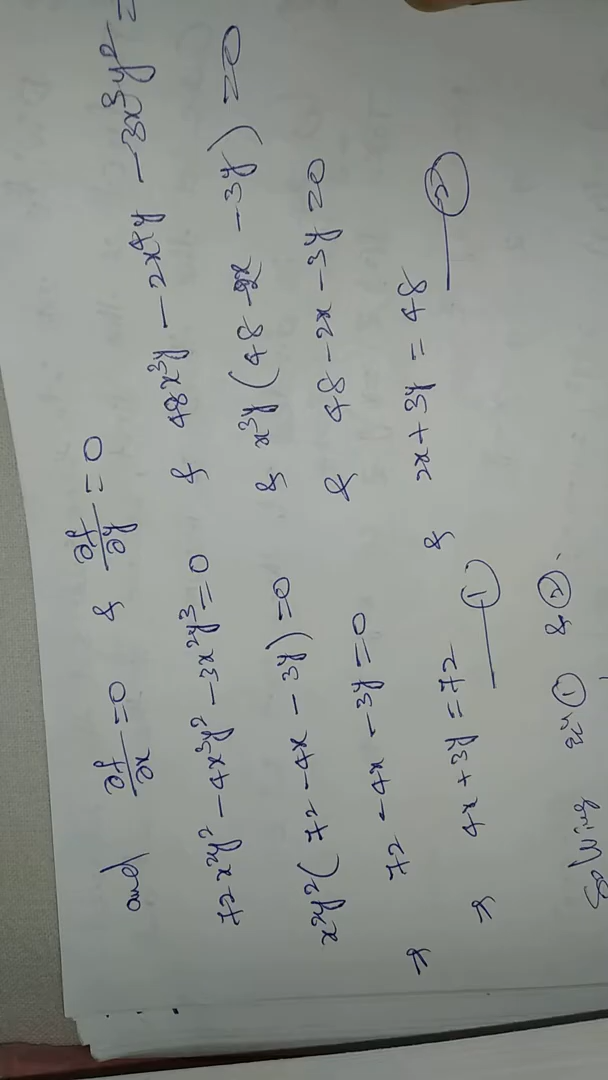 and ∂f/∂x = 0 & ∂f/∂y = 0
72x²y² - 4x³y² - 3x²y³ = 0 & 48x³y - 2x⁴y - 3x³y² =
x²y² (72 - 4x - 3y) = 0 & x³y (48 - 2x - 3y) = 0
⇒ 72 - 4x - 3y = 0 & 48 - 2x - 3y = 0
⇒ 4x + 3y = 72 — ① & 2x + 3y = 48 — ②
Solving ① & ②.